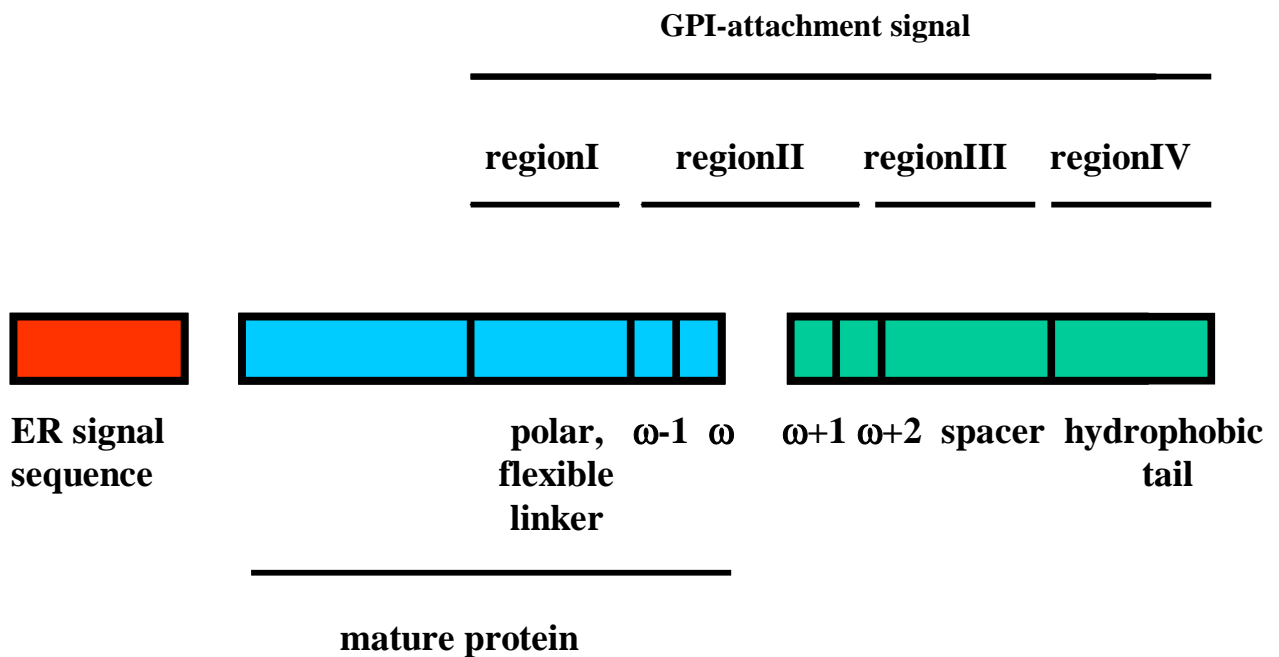 GPI-attachment signal
regionI regionII regionIII regionIV
ER signal sequence
polar, flexible linker
ω-1 ω
ω+1 ω+2 spacer hydrophobic tail
mature protein